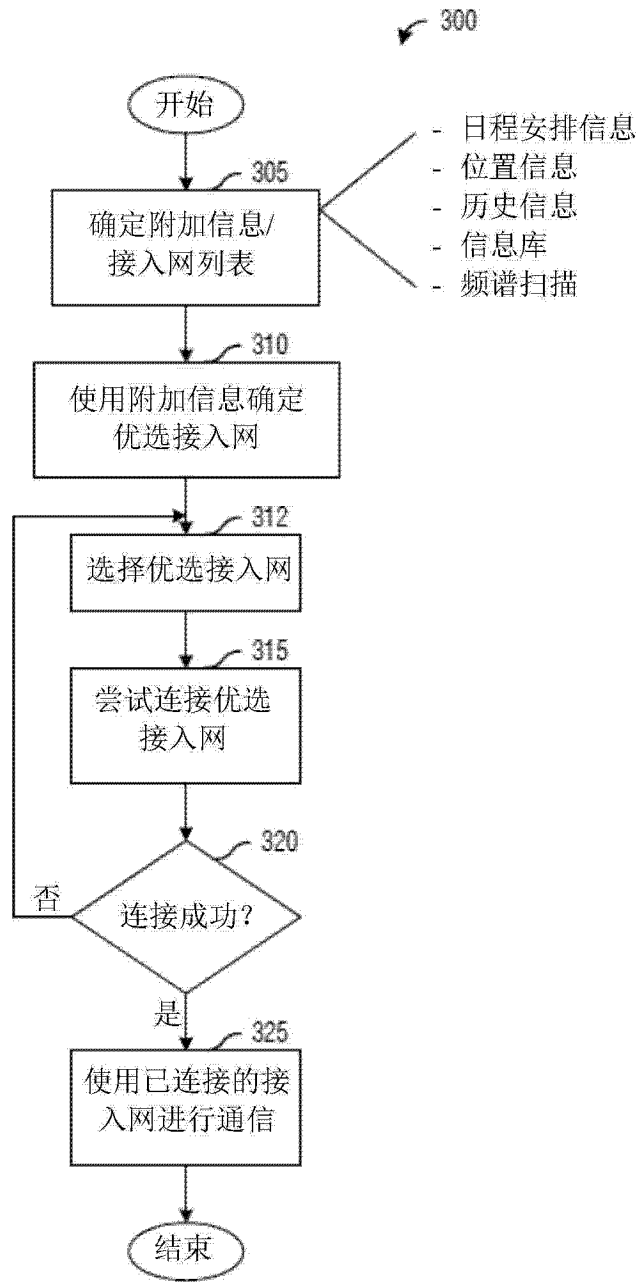 300
开始
305
确定附加信息/
接入网列表
- 日程安排信息
- 位置信息
- 历史信息
- 信息库
- 频谱扫描
310
使用附加信息确定
优选接入网
312
选择优选接入网
315
尝试连接优选
接入网
320
连接成功?
否
是
325
使用已连接的接
入网进行通信
结束